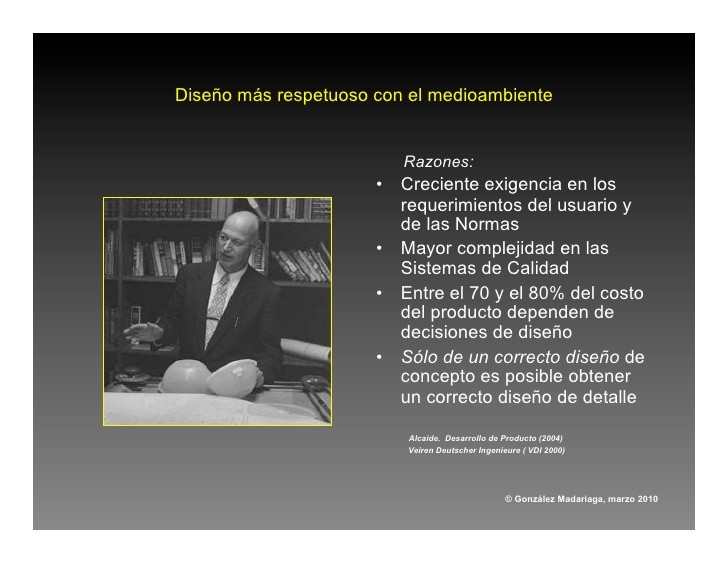 Diseño más respetuoso con el medioambiente
Razones:
• Creciente exigencia en los
requerimientos del usuario y
de las Normas
• Mayor complejidad en las
Sistemas de Calidad
• Entre el 70 y el 80% del costo
del producto dependen de
decisiones de diseño
• Sólo de un correcto diseño de
concepto es posible obtener
un correcto diseño de detalle
Alcaide. Desarrollo de Producto (2004)
Veiren Deutscher Ingenieure ( VDI 2000)
© González Madariaga, marzo 2010